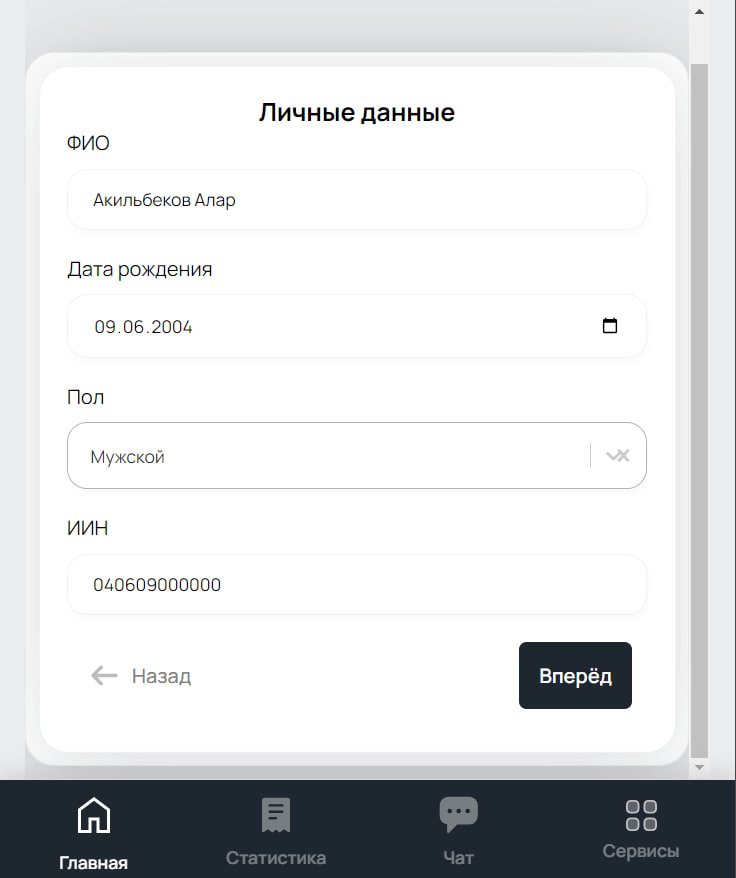 Личные данные
ФИО
Акильбеков Алар
Дата рождения
09.06.2004
Пол
Мужской
ИИН
040609000000
Назад
Вперёд
Главная
Статистика
Чат
Сервисы